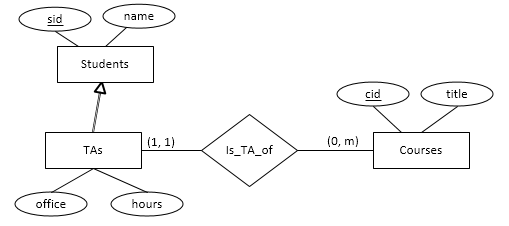 sid
name
Students
cid
title
TAs
(1, 1)
Is_TA_of
(0, m)
Courses
office
hours